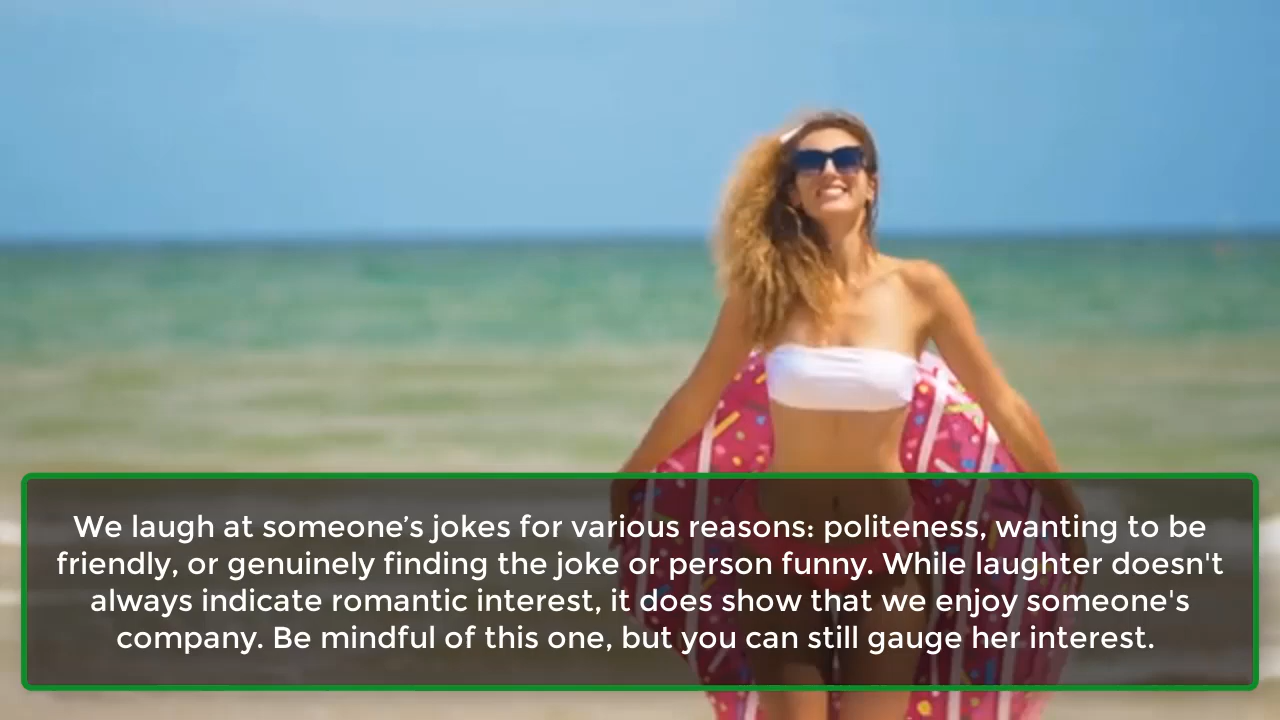 We laugh at someone’s jokes for various reasons: politeness, wanting to be
friendly, or genuinely finding the joke or person funny. While laughter doesn't
always indicate romantic interest, it does show that we enjoy someone's
company. Be mindful of this one, but you can still gauge her interest.